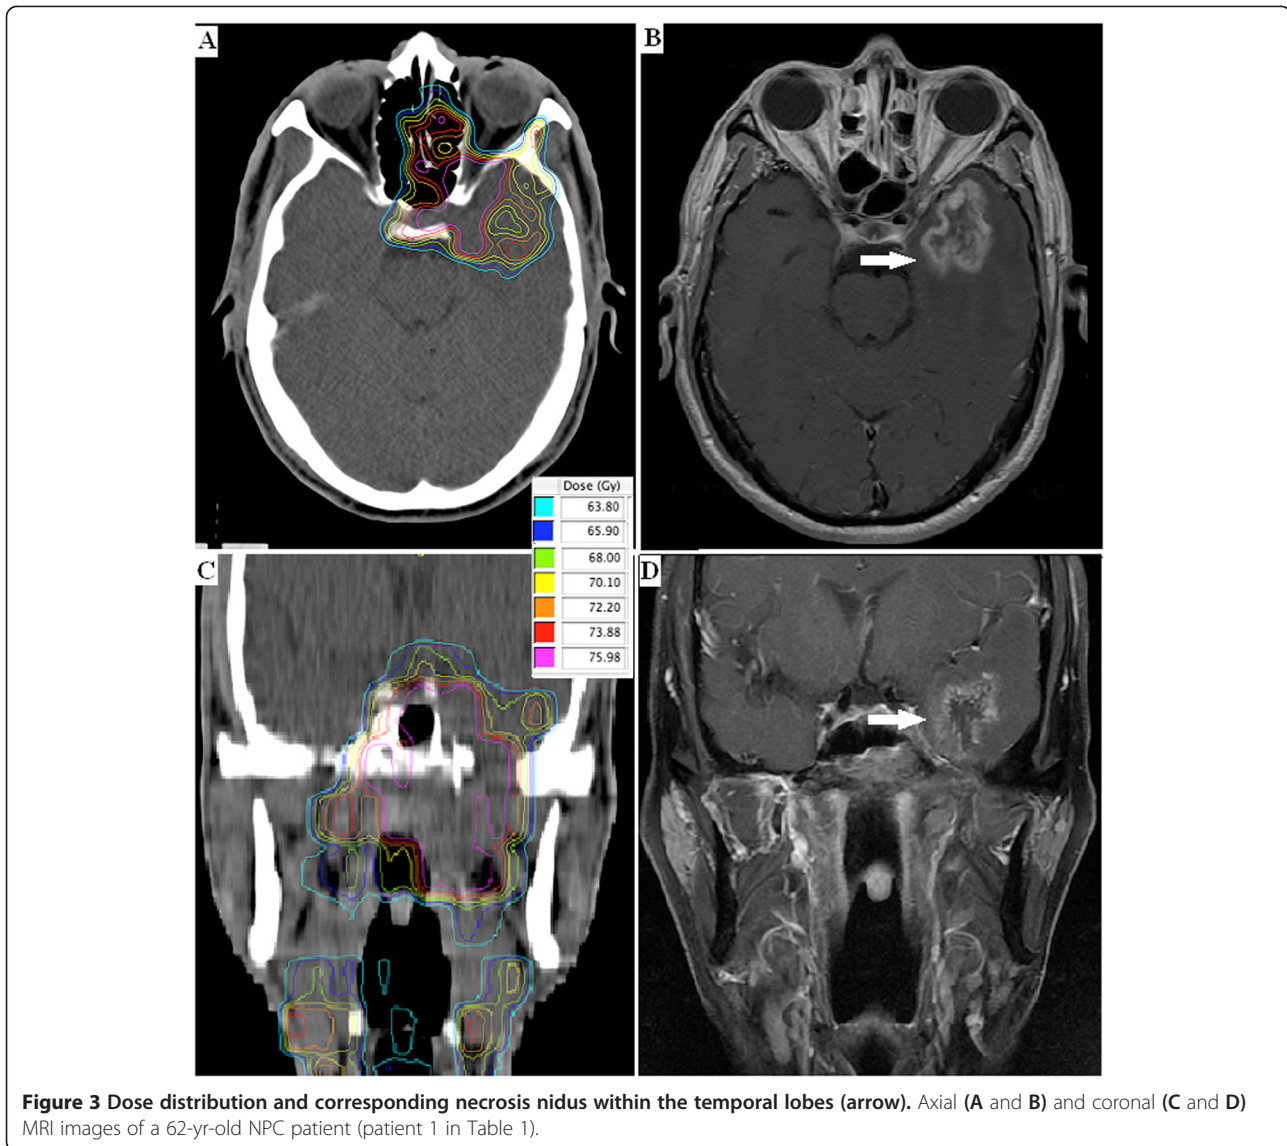 A
B
Dose (Gy)
63.80
65.90
68.00
70.10
72.20
73.88
75.98
C
D
Figure 3 Dose distribution and corresponding necrosis nidus within the temporal lobes (arrow). Axial (A and B) and coronal (C and D)
MRI images of a 62-yr-old NPC patient (patient 1 in Table 1).